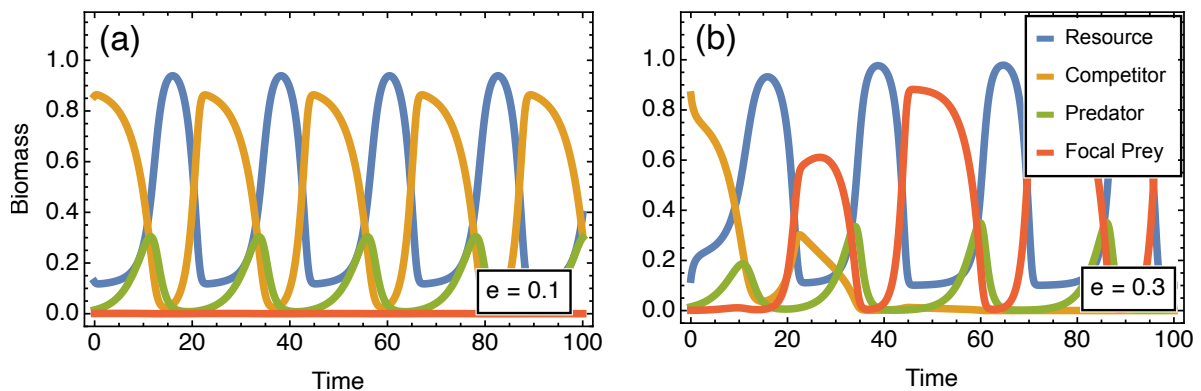 (a)
(b)
Biomass
1.0
0.8
0.6
0.4
0.2
0.0
0 20 40 60 80 100
Time
e = 0.1
1.0
0.8
0.6
0.4
0.2
0.0
0 20 40 60 80 100
Time
e = 0.3
Resource
Competitor
Predator
Focal Prey